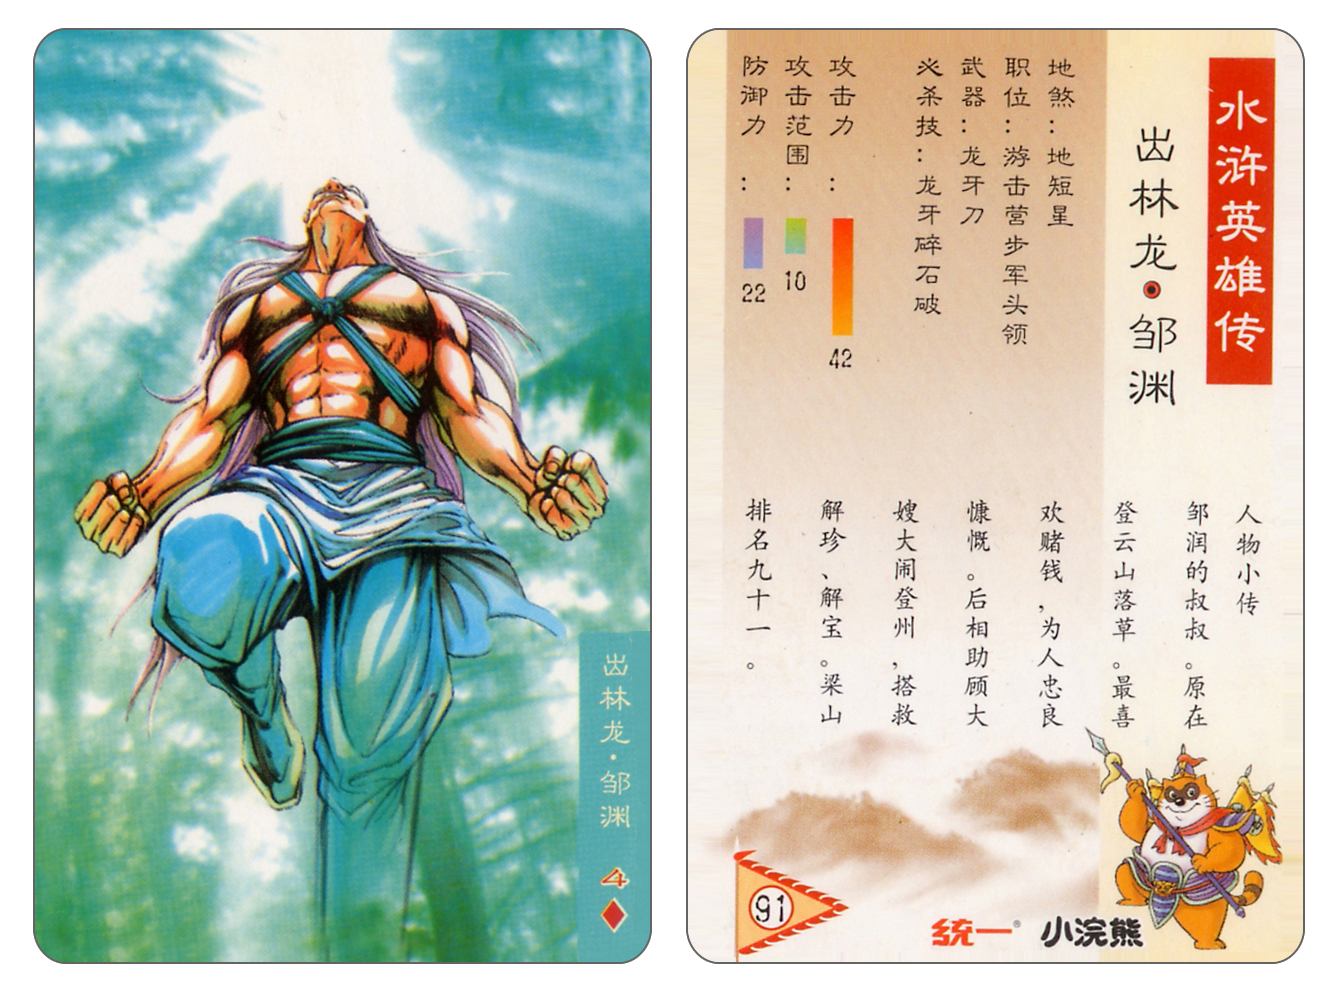 出林龙·邹渊
4
水浒英雄传
出林龙·邹渊
地煞：地短星
职位：游击营步军头领
武器：龙牙刀
必杀技：龙牙碎石破
攻击力：
42
攻击范围：
10
防御力：
22
人物小传
邹润的叔叔。原在
登云山落草。最喜
欢赌钱,为人忠良
慷慨。后相助顾大
嫂大闹登州,搭救
解珍、解宝。梁山
排名九十一。
91
統一® 小浣熊